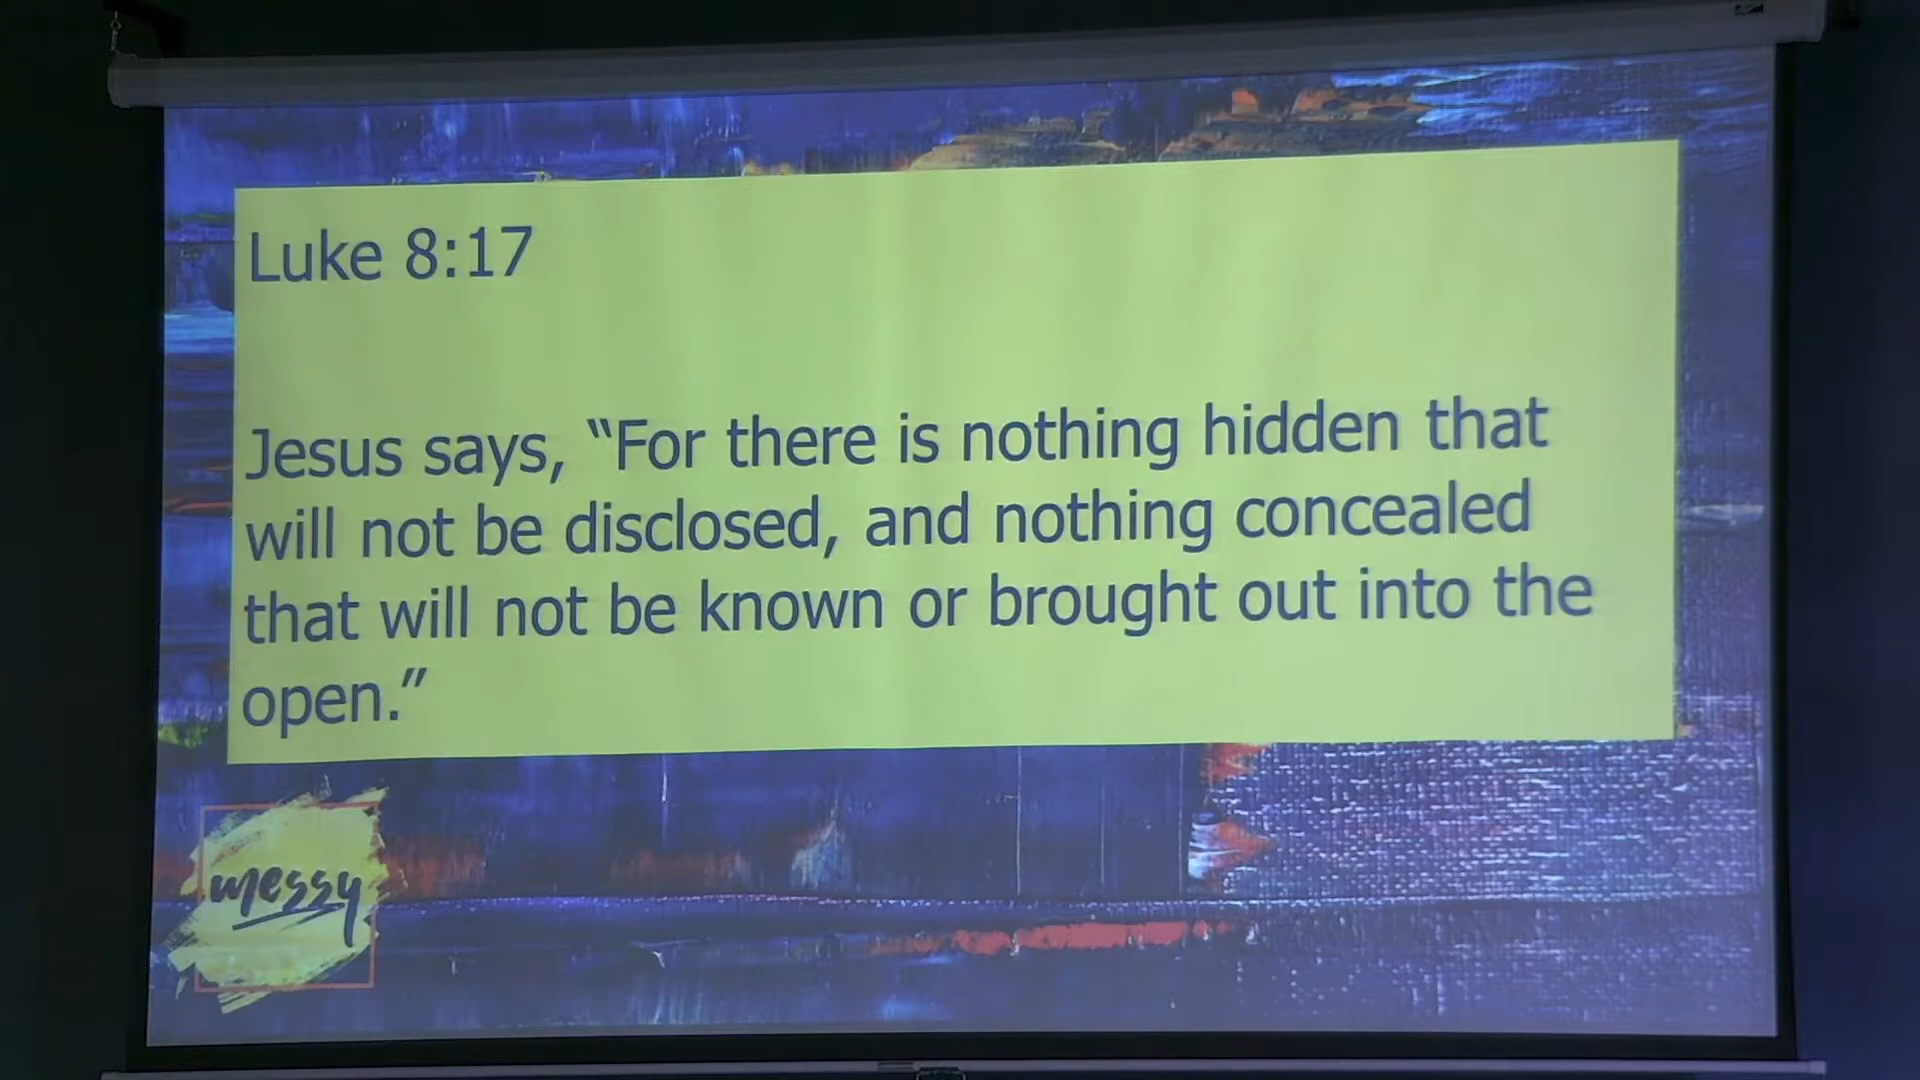 Luke 8:17
Jesus says, “For there is nothing hidden that
will not be disclosed, and nothing concealed
that will not be known or brought out into the
open.”
messy